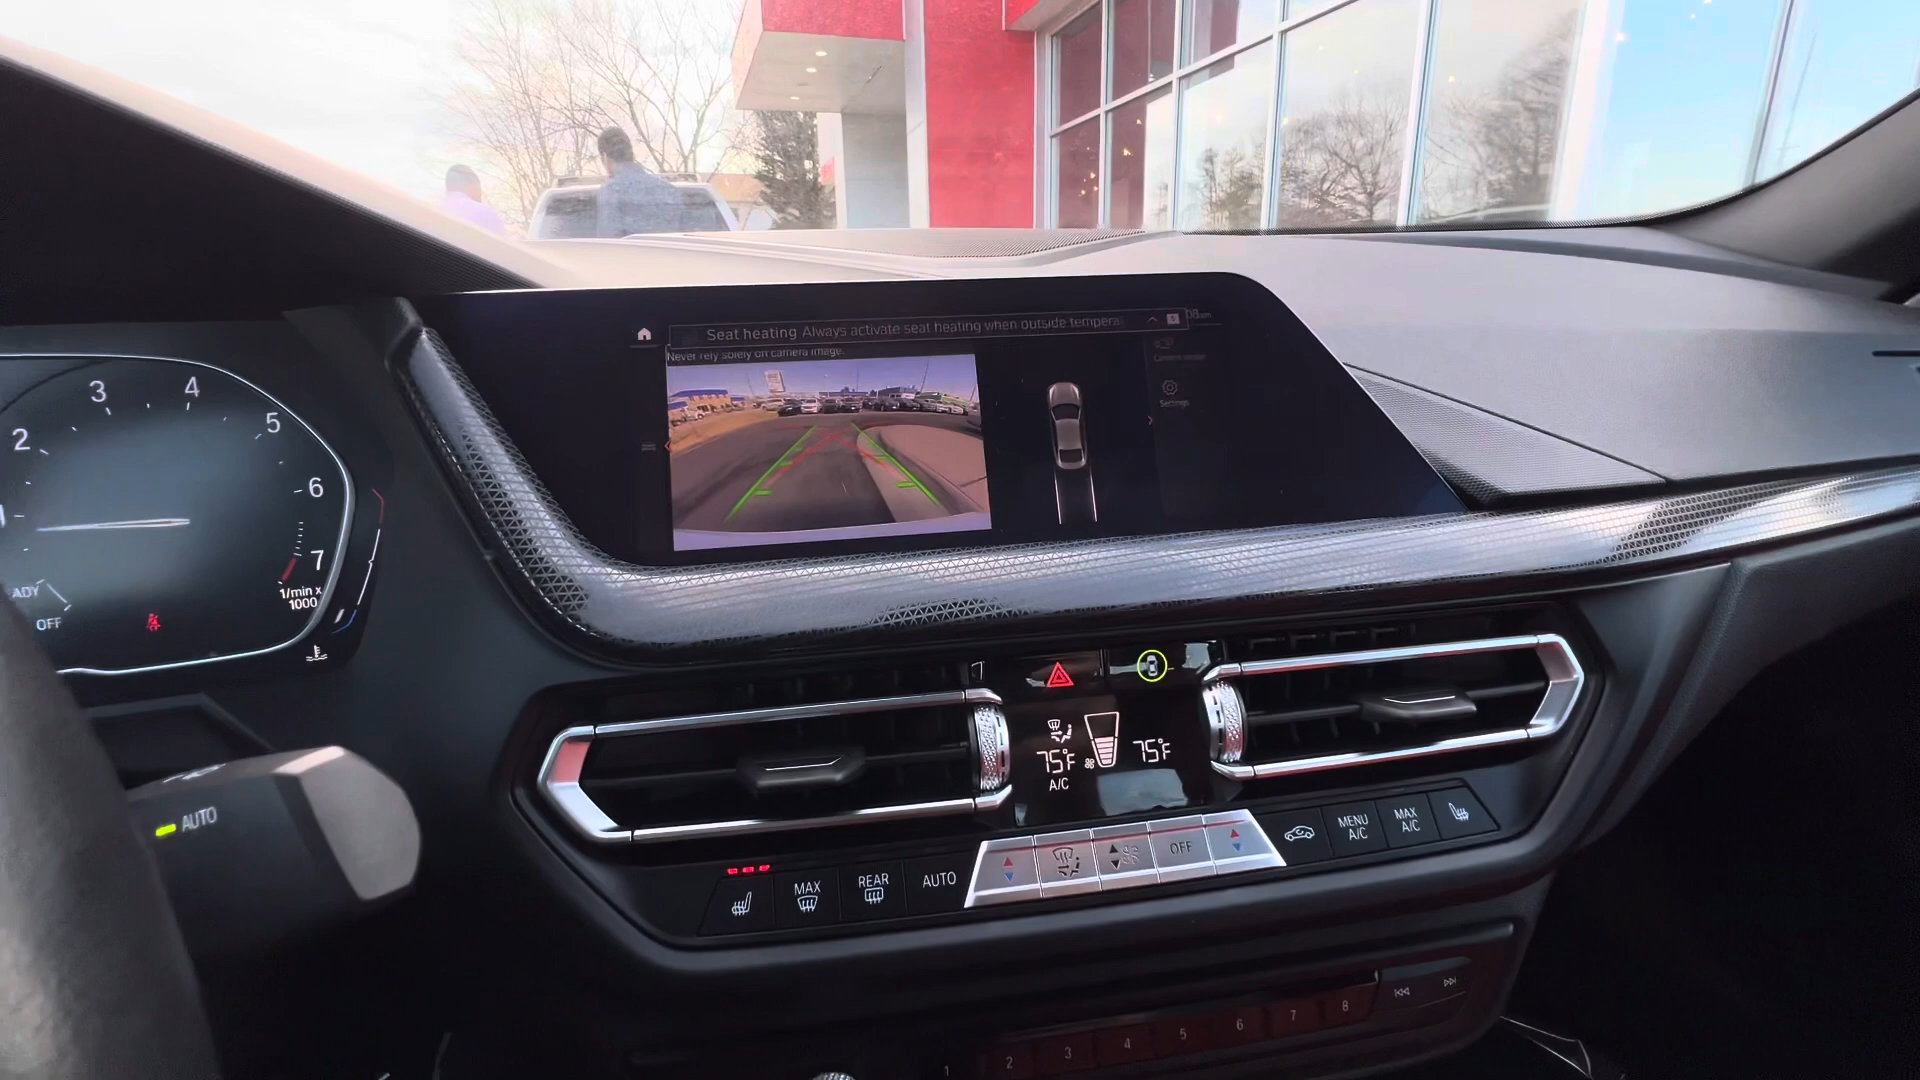 Seat heating Always activate seat heating when outside tempera
Never rely solely on camera image.
Settings
2
3
4
5
6
7
1/min x
1000
OFF
75°F
75°F
A/C
AUTO
MAX
REAR
AUTO
OFF
MENU
A/C
MAX
A/C
1
2
3
4
5
6
7
8